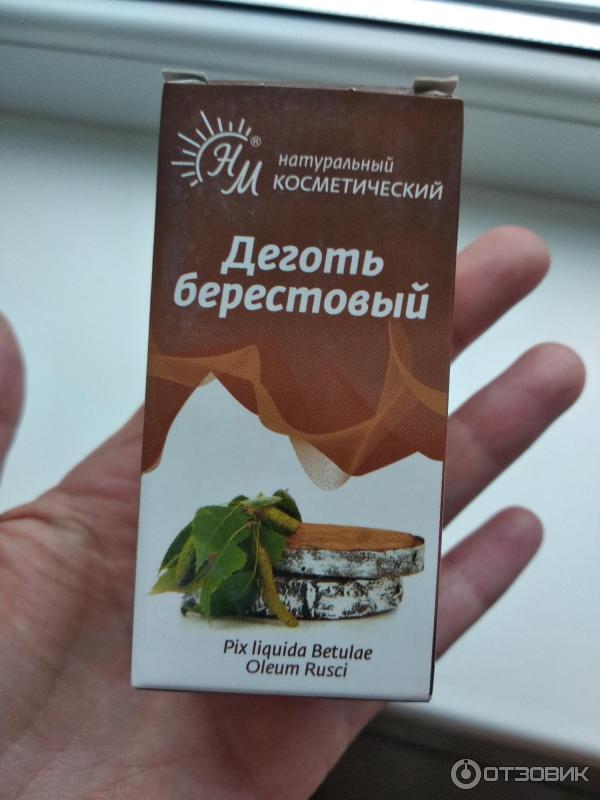 НМ®
натуральный
КОСМЕТИЧЕСКИЙ
Деготь
берестовый
Pix liquida Betulae
Oleum Rusci
ОТЗОВИК